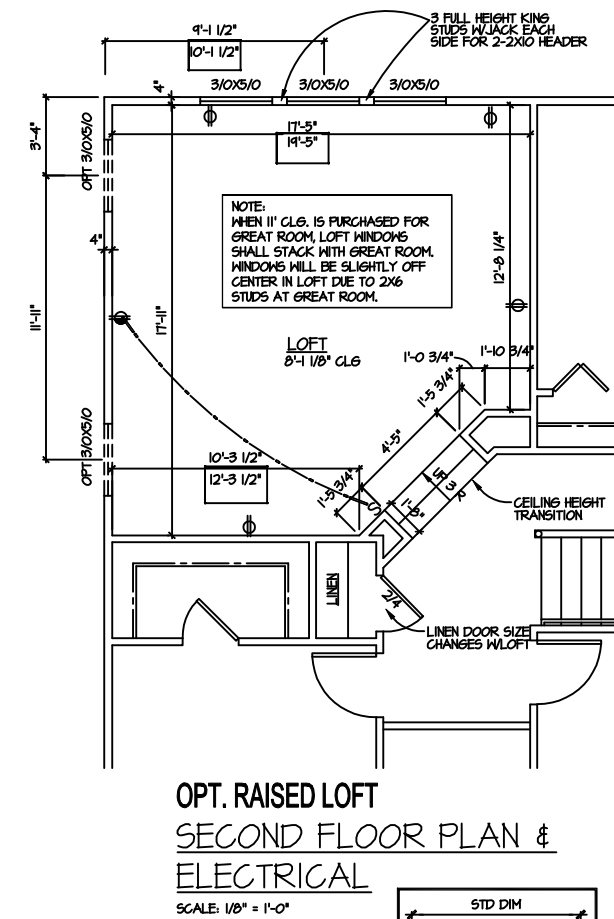 3 FULL HEIGHT KING
STUDS W/JACK EACH
SIDE FOR 2-2X10 HEADER
9'-1 1/2"
10'-1 1/2"
3/0X5/0
3/0X5/0
3/0X5/0
4"
3'-4"
OPT 3/0X5/0
17'-5"
19'-5"
NOTE:
WHEN 11' CLG. IS PURCHASED FOR
GREAT ROOM, LOFT WINDOWS
SHALL STACK WITH GREAT ROOM.
WINDOWS WILL BE SLIGHTLY OFF
CENTER IN LOFT DUE TO 2X6
STUDS AT GREAT ROOM.
4"
12'-8 1/4"
11'-11"
17'-11"
LOFT
8'-1 1/8" CLG
1'-0 3/4"
1'-10 3/4"
1'-5 3/4"
4'-5"
OPT 3/0X5/0
10'-3 1/2"
12'-3 1/2"
1'-5 3/4"
S
1'-8"
UP 3 R
CEILING HEIGHT
TRANSITION
LINEN
2/4
LINEN DOOR SIZE
CHANGES W/LOFT
OPT. RAISED LOFT
SECOND FLOOR PLAN &
ELECTRICAL
SCALE: 1/8" = 1'-0"
STD DIM